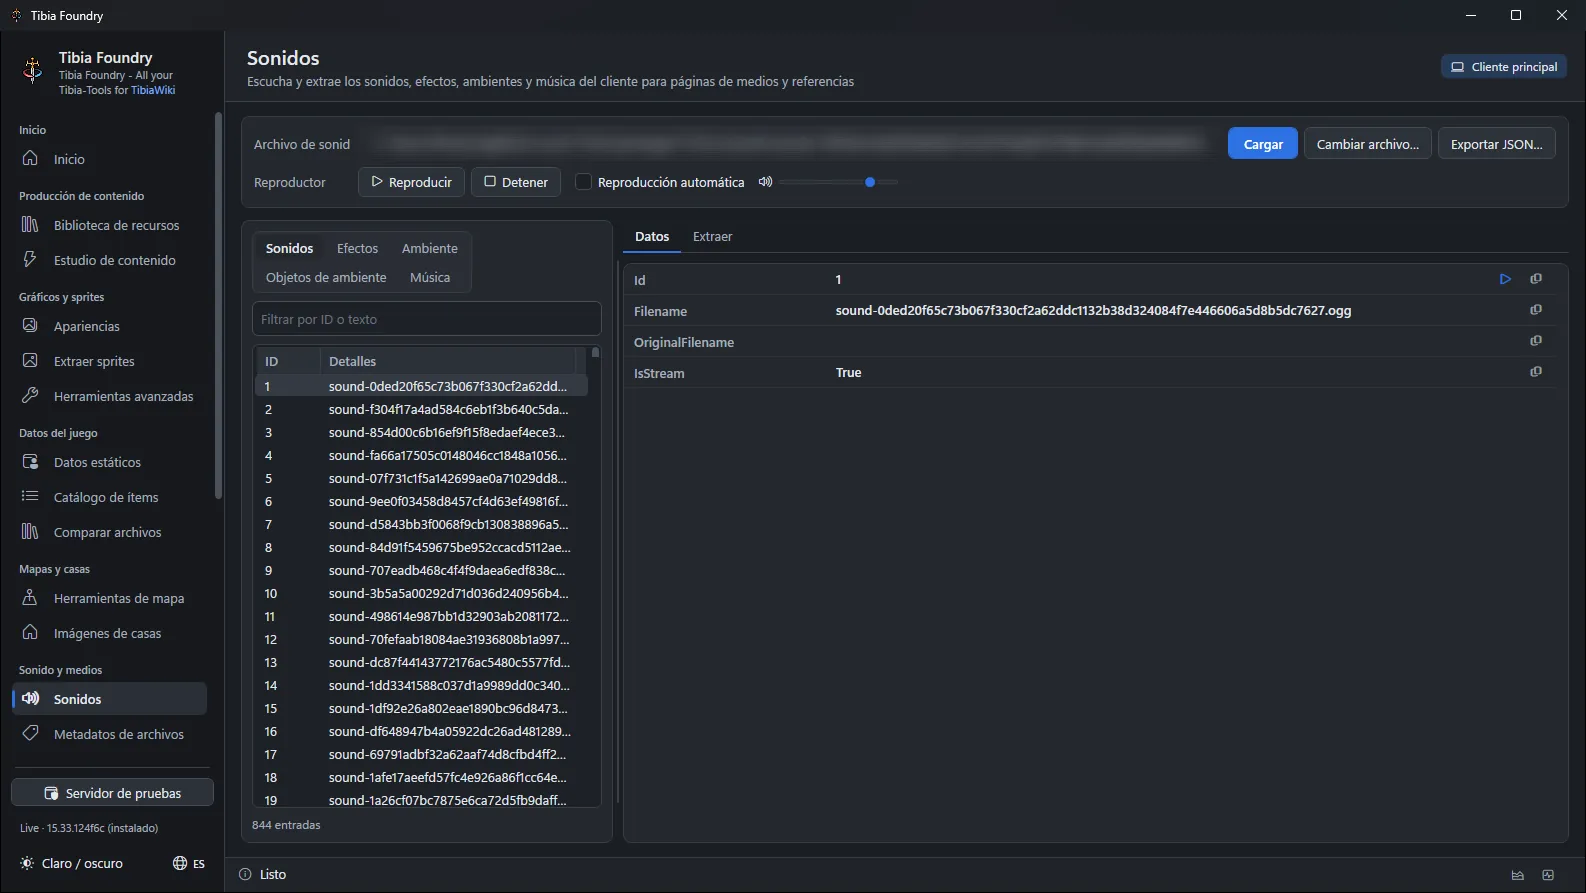 Tibia Foundry
Tibia Foundry
Tibia Foundry - All your
Tibia-Tools for TibiaWiki
Inicio
Inicio
Producción de contenido
Biblioteca de recursos
Estudio de contenido
Gráficos y sprites
Apariencias
Extraer sprites
Herramientas avanzadas
Datos del juego
Datos estáticos
Catálogo de items
Comparar archivos
Mapas y casas
Herramientas de mapa
Imágenes de casas
Sonido y medios
Sonidos
Metadatos de archivos
Servidor de pruebas
Live · 15.33.124f6c (instalado)
Claro / oscuro
ES
Sonidos
Escucha y extrae los sonidos, efectos, ambientes y música del cliente para páginas de medios y referencias
Cliente principal
Archivo de sonid
Cargar
Cambiar archivo...
Exportar JSON...
Reproductor
Reproducir
Detener
Reproducción automática
Sonidos
Efectos
Ambiente
Objetos de ambiente
Música
Filtrar por ID o texto
ID Detalles
1 sound-0ded20f65c73b067f330cf2a62dd...
2 sound-f304f17a4ad584c6eb1f3b640c5da...
3 sound-854d00c6b16ef9f15f8edaef4ece3...
4 sound-fa66a17505c0148046cc1848a1056...
5 sound-07f731c1f5a142699ae0a71029dd8...
6 sound-9ee0f03458d8457cf4d63ef49816f...
7 sound-d5843bb3f0068f9cb130838896a5...
8 sound-84d91f5459675be952ccacd5112ae...
9 sound-707eadb468c4f4f9daea6edf838c...
10 sound-3b5a5a00292d71d036d240956b4...
11 sound-498614e987bb1d32903ab2081172...
12 sound-70fefaab18084ae31936808b1a997...
13 sound-dc87f44143772176ac5480c5577fd...
14 sound-1dd3341588c037d1a9989dd0c340...
15 sound-1df92e26a802eae1890bc96d8473...
16 sound-df648947b4a05922dc26ad481289...
17 sound-69791adbf32a62aaf74d8cfbd4ff2...
18 sound-1afe17aeefd57fc4e926a86f1cc64e...
19 sound-1a26cf07bc7875e6ca72d5fb9daff...
844 entradas
Datos
Extraer
Id 1
Filename sound-0ded20f65c73b067f330cf2a62ddc1132b38d324084f7e446606a5d8b5dc7627.ogg
OriginalFilename
IsStream True
Listo